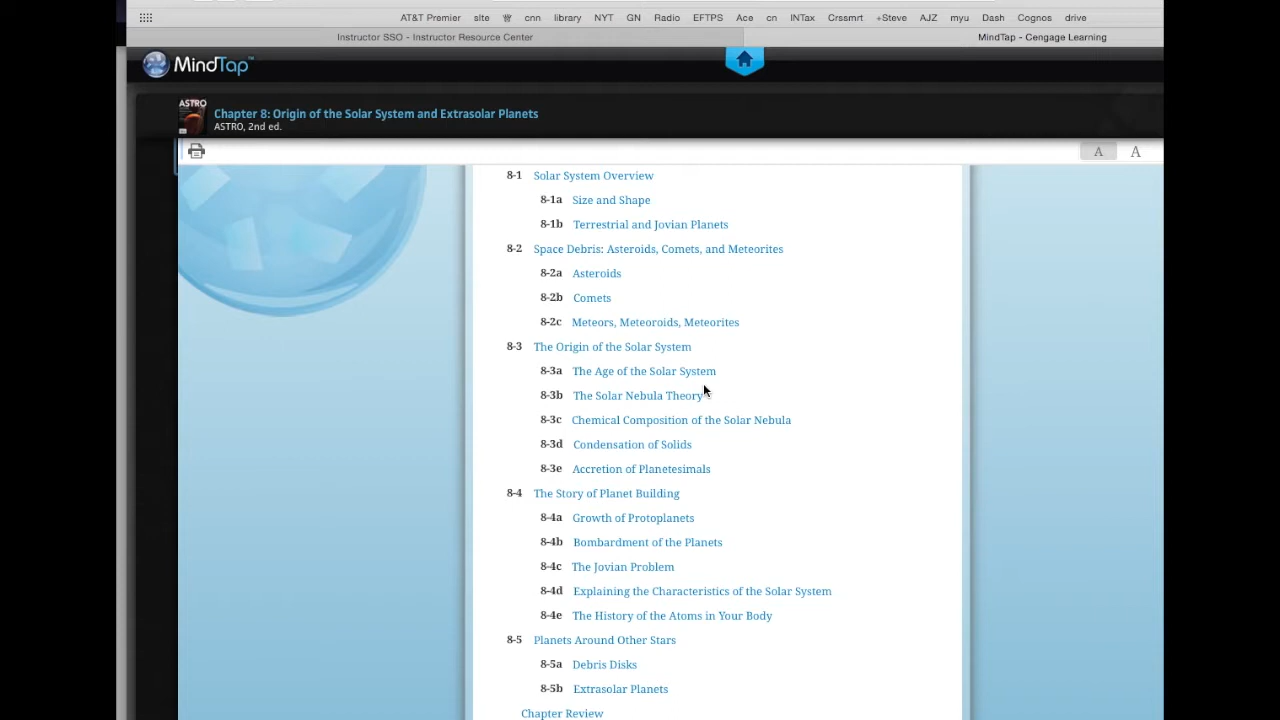 AT&T Premier site cnn library NYT GN Radio EFTPS Ace cn INTax Crssmrt +Steve AJZ myu Dash Cognos drive
Instructor SSO - Instructor Resource Center MindTap - Cengage Learning
MindTap™
ASTRO Chapter 8: Origin of the Solar System and Extrasolar Planets
ASTRO, 2nd ed.
A A
8-1 Solar System Overview
8-1a Size and Shape
8-1b Terrestrial and Jovian Planets
8-2 Space Debris: Asteroids, Comets, and Meteorites
8-2a Asteroids
8-2b Comets
8-2c Meteors, Meteoroids, Meteorites
8-3 The Origin of the Solar System
8-3a The Age of the Solar System
8-3b The Solar Nebula Theory
8-3c Chemical Composition of the Solar Nebula
8-3d Condensation of Solids
8-3e Accretion of Planetesimals
8-4 The Story of Planet Building
8-4a Growth of Protoplanets
8-4b Bombardment of the Planets
8-4c The Jovian Problem
8-4d Explaining the Characteristics of the Solar System
8-4e The History of the Atoms in Your Body
8-5 Planets Around Other Stars
8-5a Debris Disks
8-5b Extrasolar Planets
Chapter Review